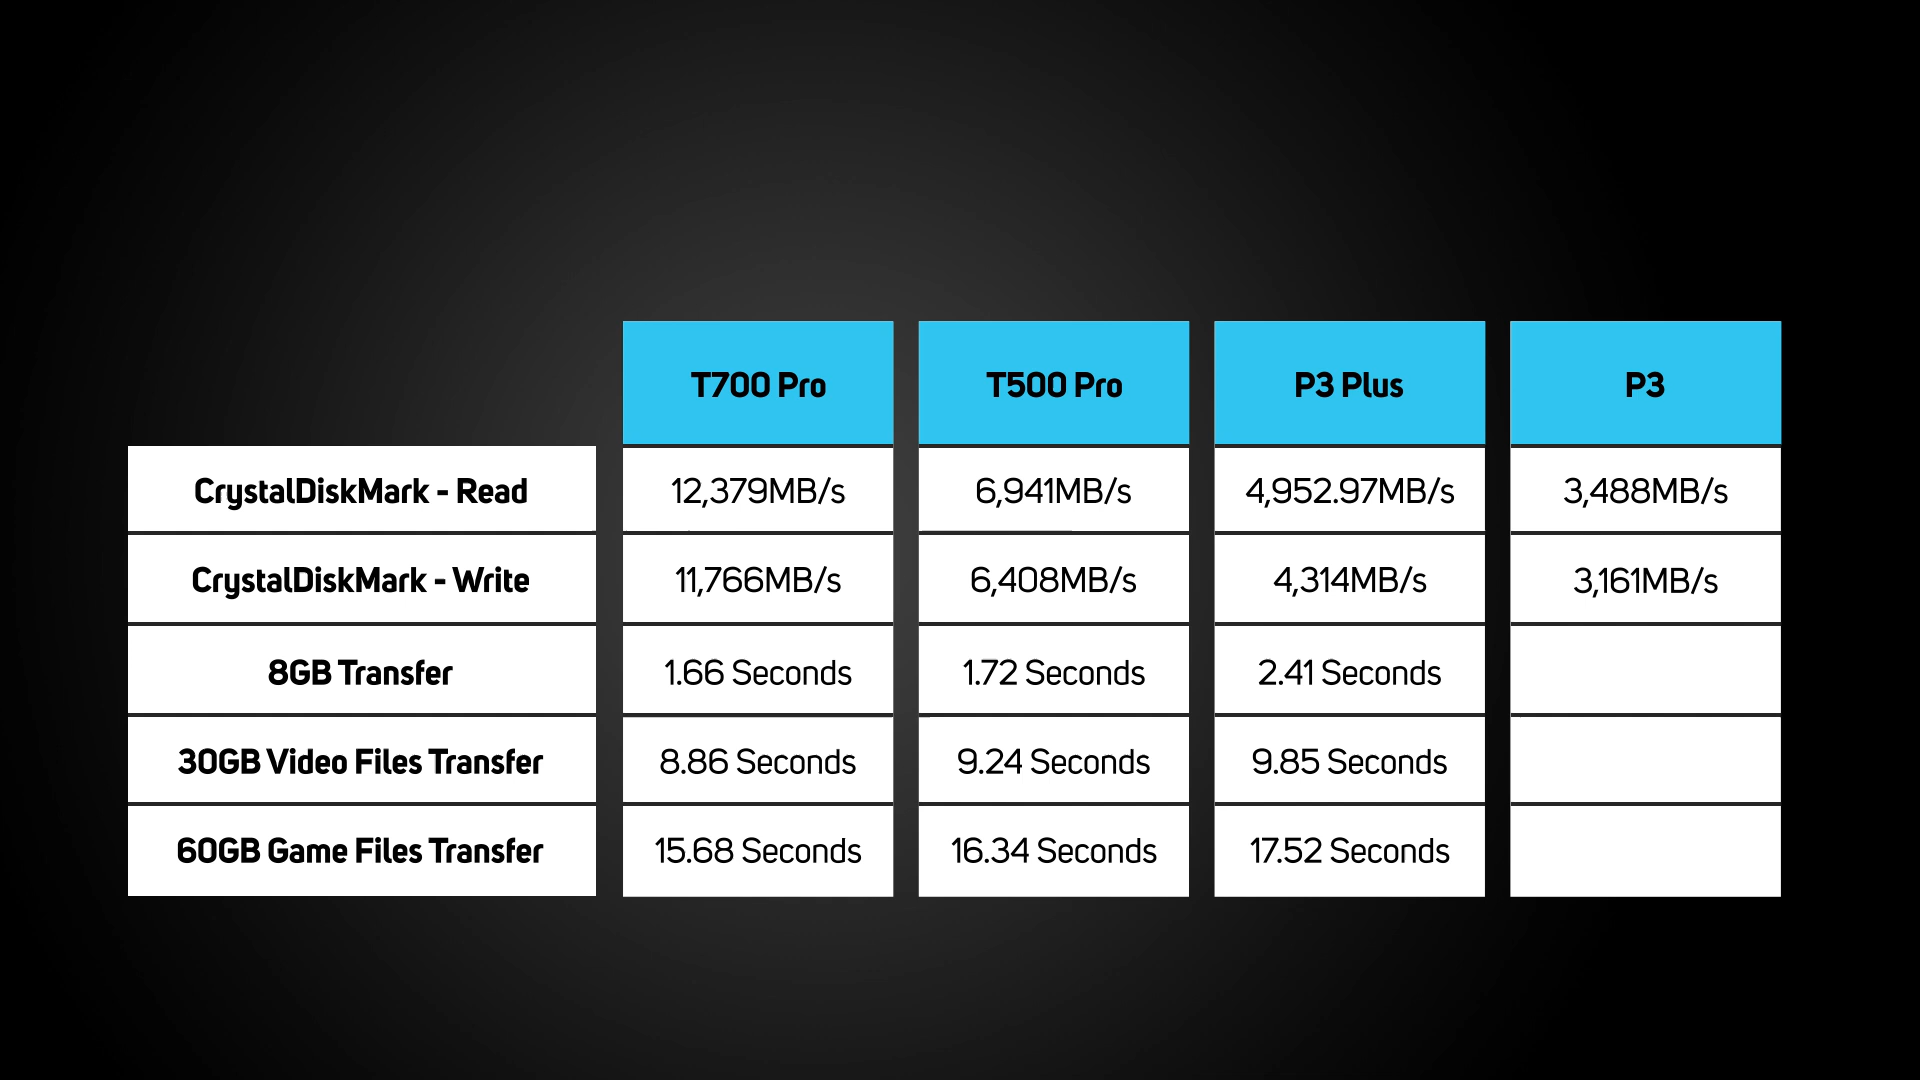 T700 Pro T500 Pro P3 Plus P3
CrystalDiskMark - Read 12,379MB/s 6,941MB/s 4,952.97MB/s 3,488MB/s
CrystalDiskMark - Write 11,766MB/s 6,408MB/s 4,314MB/s 3,161MB/s
8GB Transfer 1.66 Seconds 1.72 Seconds 2.41 Seconds
30GB Video Files Transfer 8.86 Seconds 9.24 Seconds 9.85 Seconds
60GB Game Files Transfer 15.68 Seconds 16.34 Seconds 17.52 Seconds